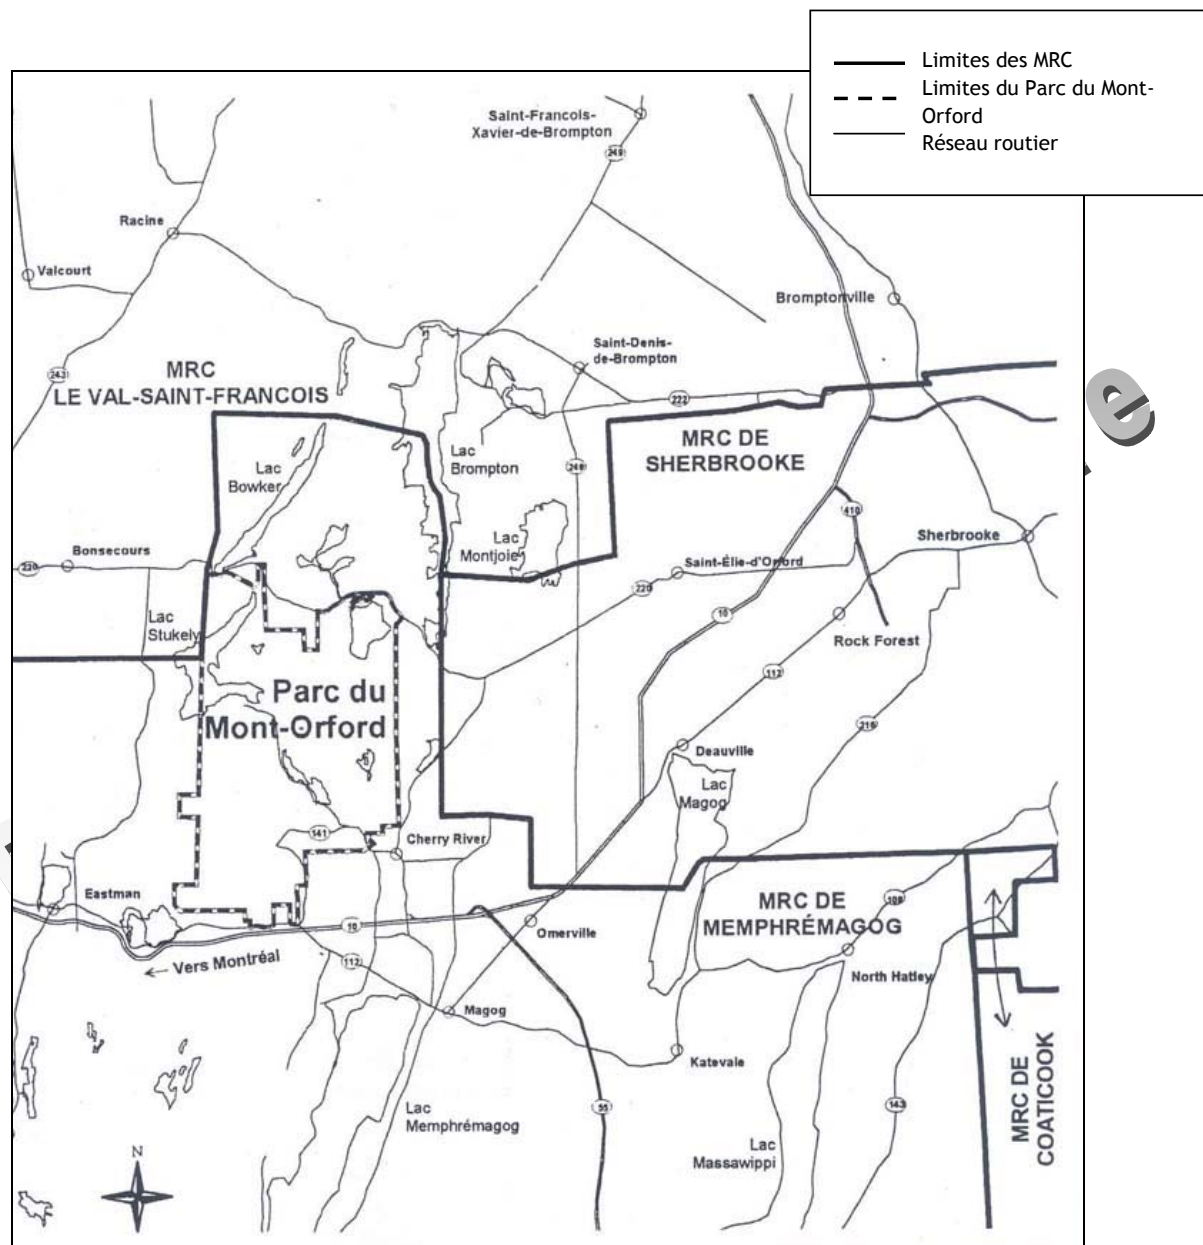 Limites des MRC
Limites du Parc du Mont-
Orford
Réseau routier
Saint-Francois-
Xavier-de-Brompton
249
Racine
Valcourt
Bromptonville
Saint-Denis-
de-Brompton
243
MRC
LE VAL-SAINT-FRANCOIS
222
MRC DE
SHERBROOKE
Lac
Brompton
Lac
Bowker
249
410
Sherbrooke
Lac
Montjoie
Bonsecours
220
Saint-Élie-d'Orford
220
10
Lac
Stukely
Rock Forest
112
Parc du
Mont-Orford
216
Deauville
Lac
Magog
141
Cherry River
Eastman
MRC DE
MEMPHRÉMAGOG
108
10
Omerville
← Vers Montréal
112
North Hatley
Magog
Katevale
MRC DE
COATICOOK
Lac
Memphrémagog
55
143
Lac
Massawippi
N
e